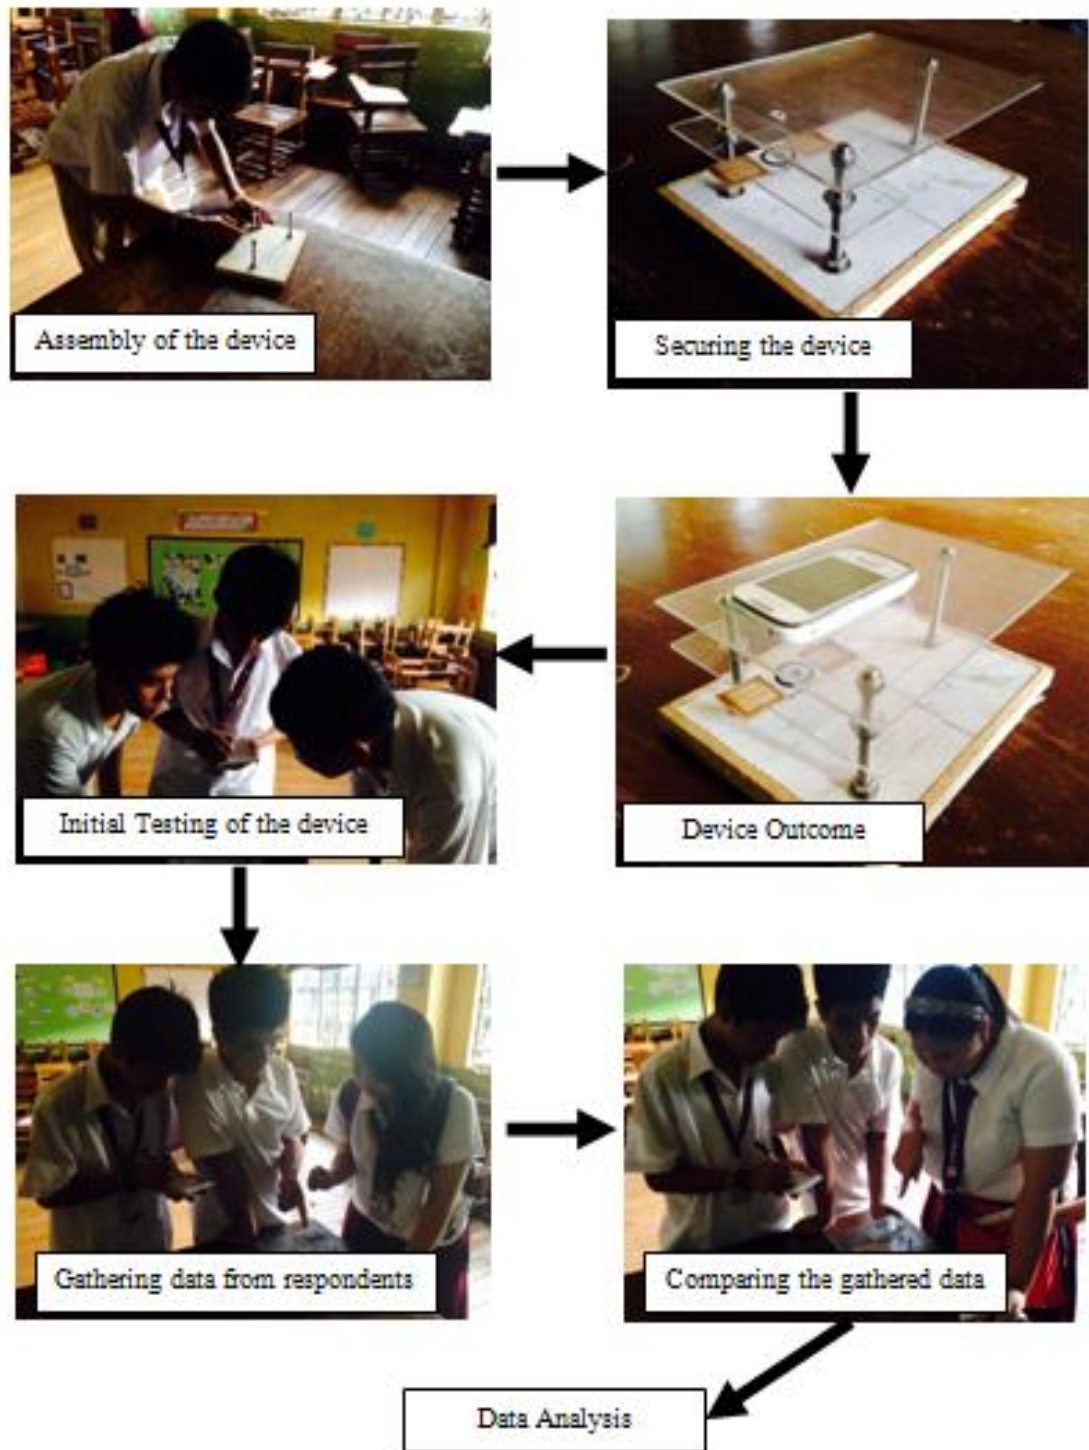 Assembly of the device
Securing the device
Device Outcome
Initial Testing of the device
Gathering data from respondents
Comparing the gathered data
Data Analysis